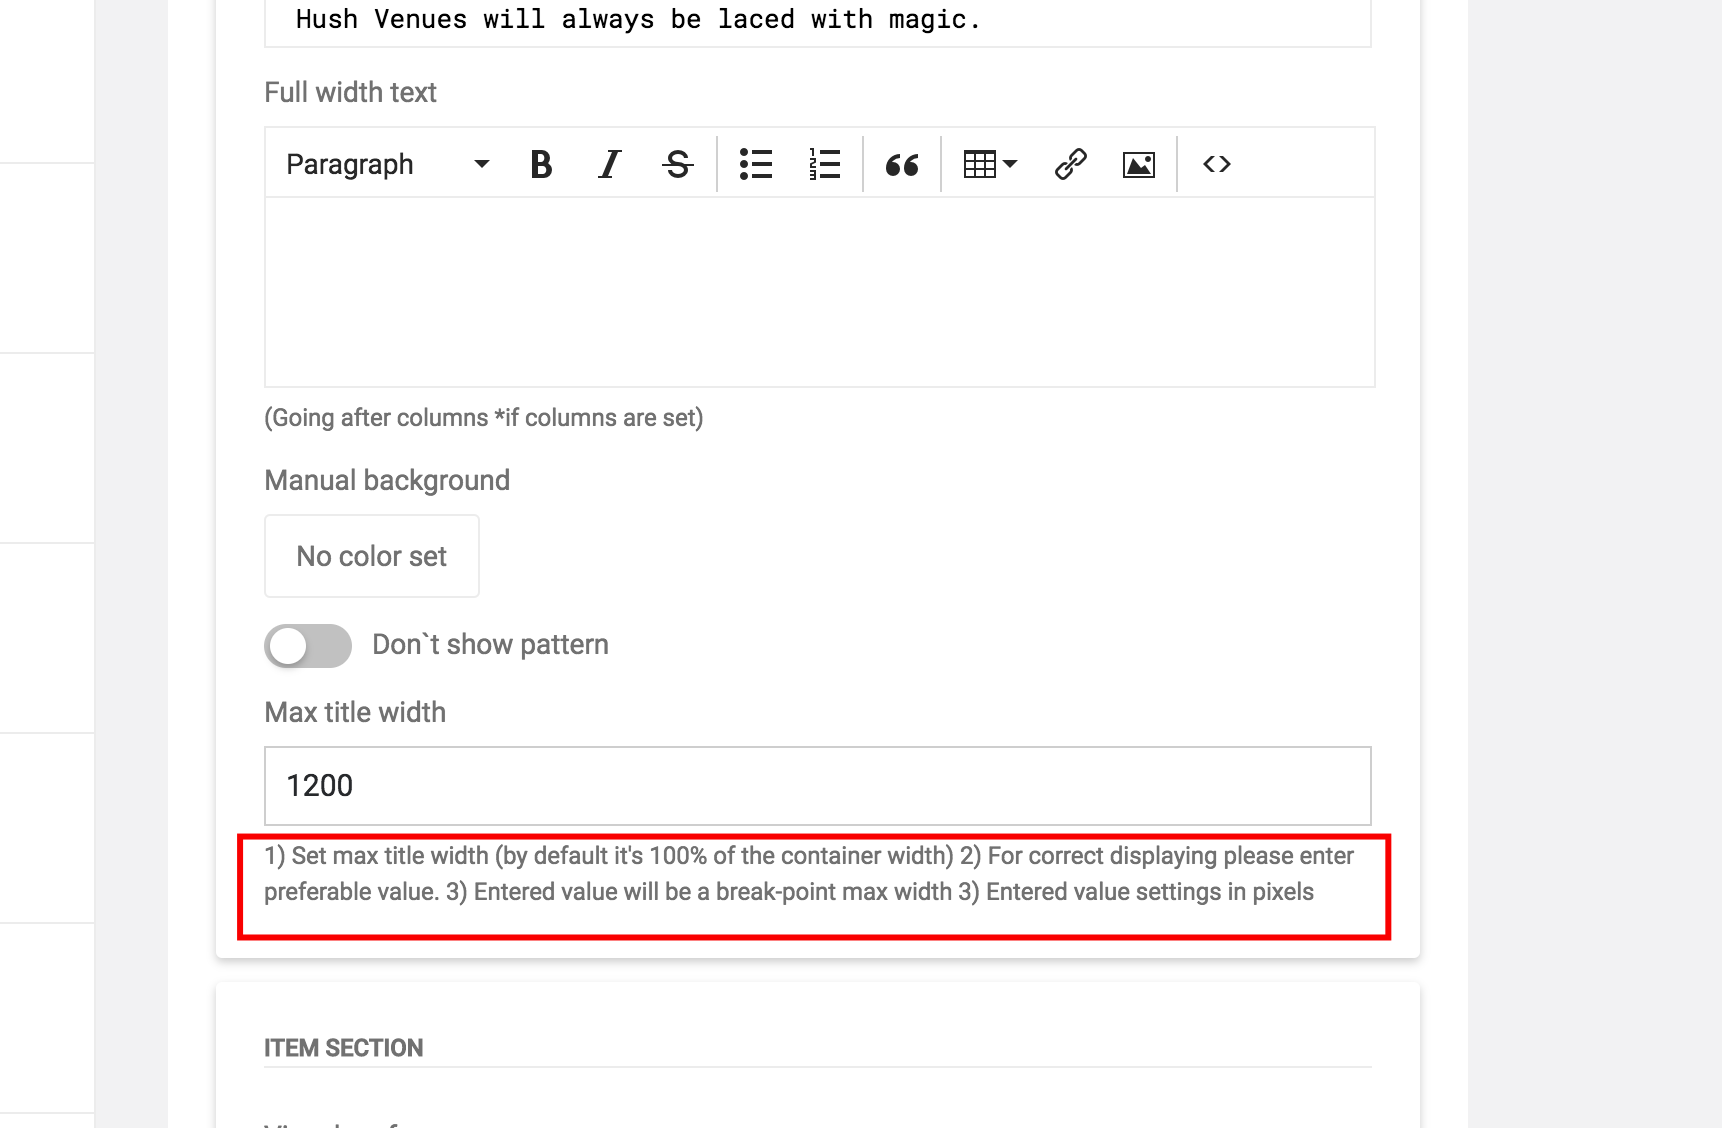 Hush Venues will always be laced with magic.
Full width text
Paragraph
(Going after columns *if columns are set)
Manual background
No color set
Don`t show pattern
Max title width
1200
1) Set max title width (by default it's 100% of the container width) 2) For correct displaying please enter
preferable value. 3) Entered value will be a break-point max width 3) Entered value settings in pixels
ITEM SECTION